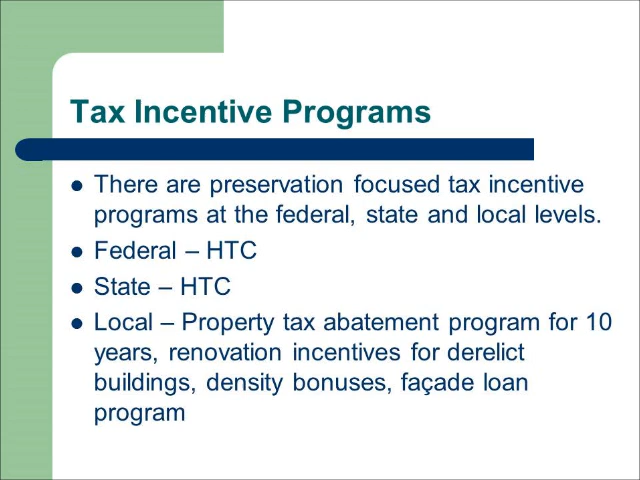 Tax Incentive Programs
● There are preservation focused tax incentive
programs at the federal, state and local levels.
● Federal – HTC
● State – HTC
● Local – Property tax abatement program for 10
years, renovation incentives for derelict
buildings, density bonuses, façade loan
program